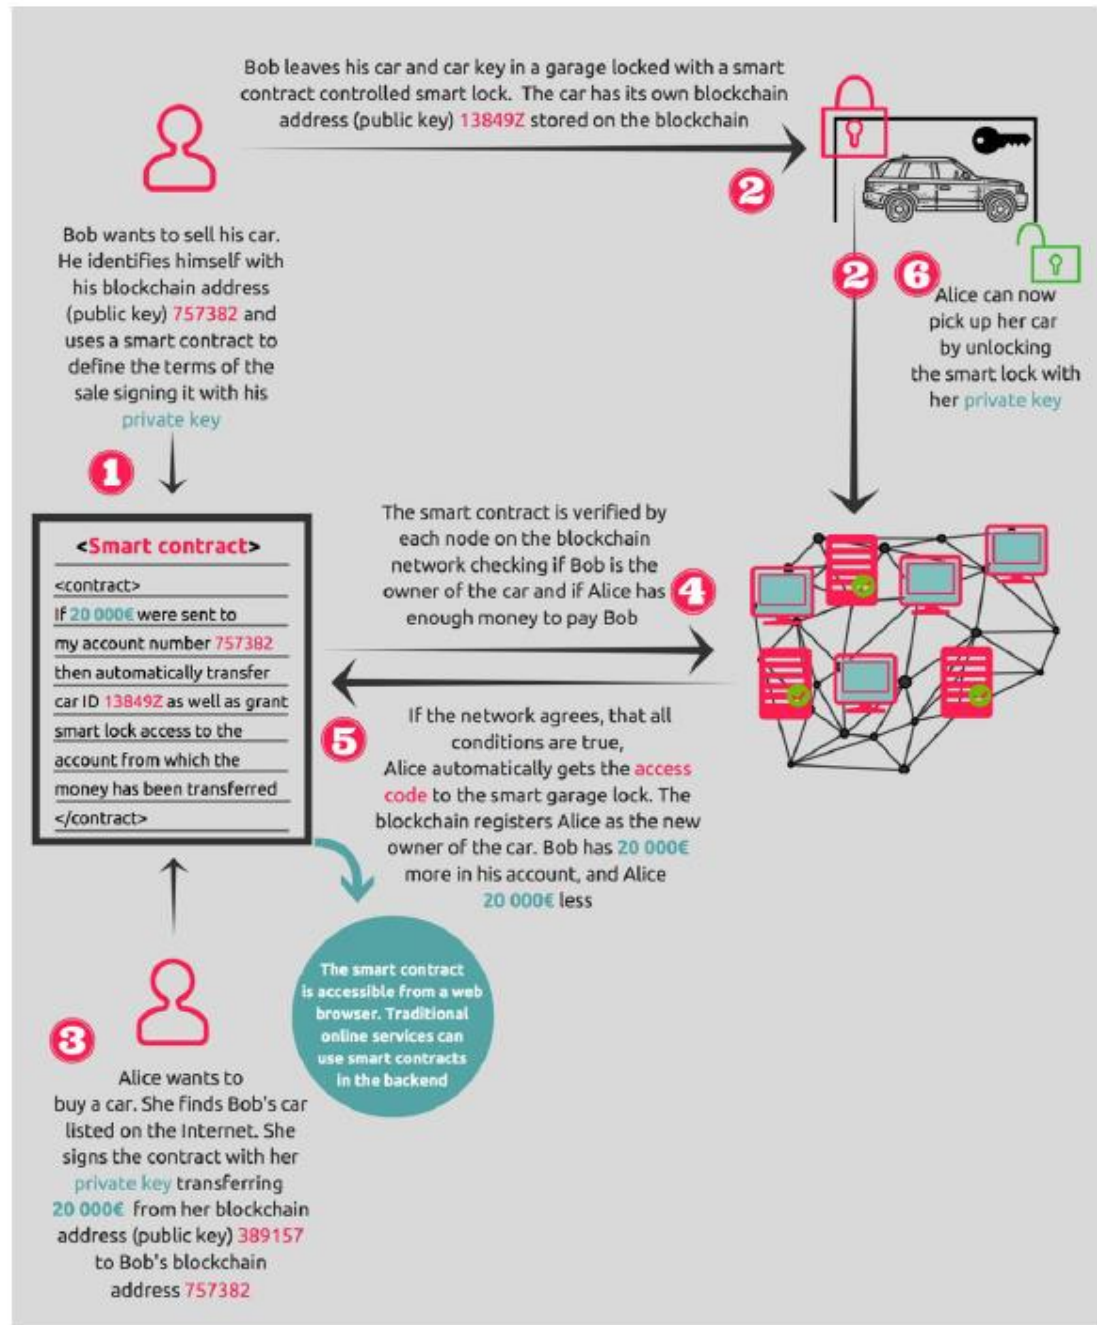 Bob leaves his car and car key in a garage locked with a smart
contract controlled smart lock. The car has its own blockchain
address (public key) 13849Z stored on the blockchain
2
Bob wants to sell his car.
He identifies himself with
his blockchain address
(public key) 757382 and
uses a smart contract to
define the terms of the
sale signing it with his
private key
1
2
6
Alice can now
pick up her car
by unlocking
the smart lock with
her private key
<Smart contract>
<contract>
If 20 000€ were sent to
my account number 757382
then automatically transfer
car ID 13849Z as well as grant
smart lock access to the
account from which the
money has been transferred
</contract>
The smart contract is verified by
each node on the blockchain
network checking if Bob is the
owner of the car and if Alice has
enough money to pay Bob
4
5
If the network agrees, that all
conditions are true,
Alice automatically gets the access
code to the smart garage lock. The
blockchain registers Alice as the new
owner of the car. Bob has 20 000€
more in his account, and Alice
20 000€ less
The smart contract
is accessible from a web
browser. Traditional
online services can
use smart contracts
in the backend
3
Alice wants to
buy a car. She finds Bob's car
listed on the Internet. She
signs the contract with her
private key transferring
20 000€ from her blockchain
address (public key) 389157
to Bob's blockchain
address 757382